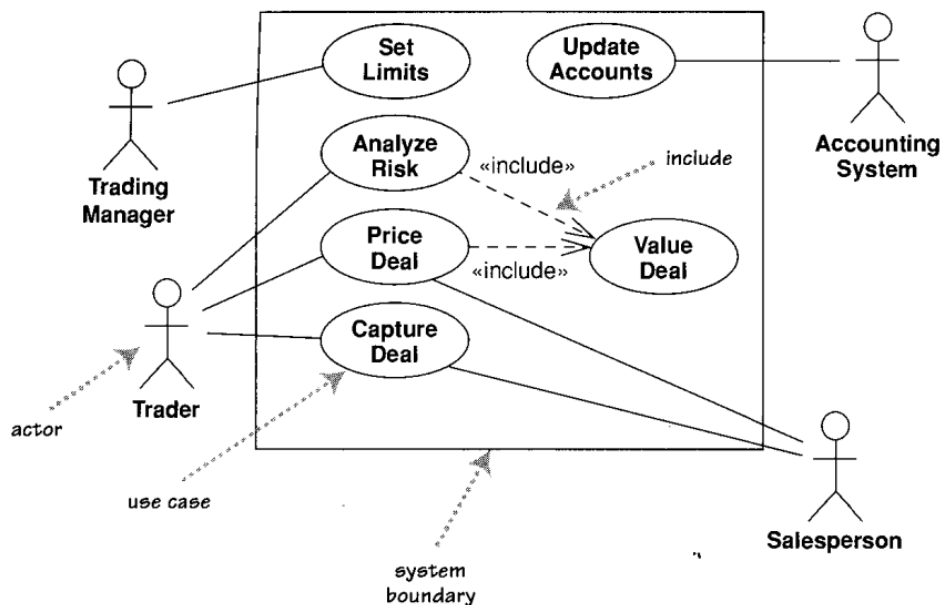 Set
Limits
Update
Accounts
Trading
Manager
Accounting
System
Analyze
Risk
«include»
include
Price
Deal
«include»
Value
Deal
Capture
Deal
Trader
actor
use case
system
boundary
Salesperson